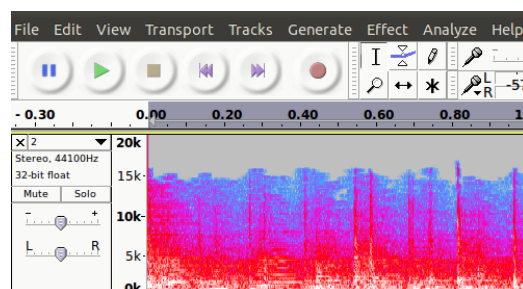 File Edit View Transport Tracks Generate Effect Analyze Help
L
R -57
- 0.30 0.00 0.20 0.40 0.60 0.80 1
X 2 20k
Stereo, 44100Hz
32-bit float
15k-
Mute Solo
- +
10k-
L R
5k-
0k